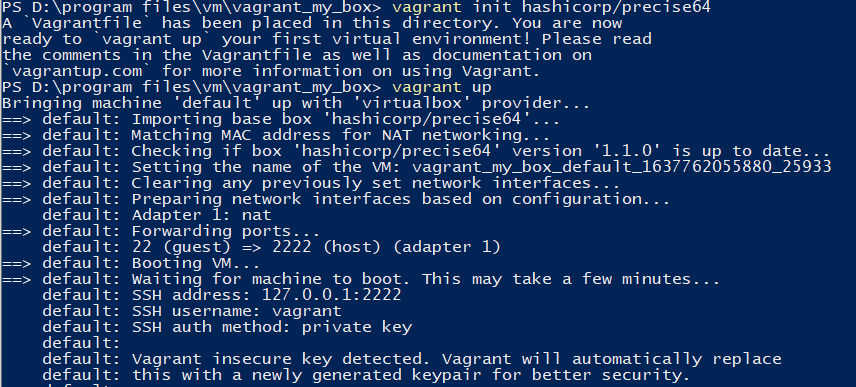 PS D:\program files\vm\vagrant_my_box> vagrant init hashicorp/precise64
A `Vagrantfile` has been placed in this directory. You are now
ready to `vagrant up` your first virtual environment! Please read
the comments in the Vagrantfile as well as documentation on
`vagrantup.com` for more information on using Vagrant.
PS D:\program files\vm\vagrant_my_box> vagrant up
Bringing machine 'default' up with 'virtualbox' provider...
==> default: Importing base box 'hashicorp/precise64'...
==> default: Matching MAC address for NAT networking...
==> default: Checking if box 'hashicorp/precise64' version '1.1.0' is up to date...
==> default: Setting the name of the VM: vagrant_my_box_default_1637762055880_25933
==> default: Clearing any previously set network interfaces...
==> default: Preparing network interfaces based on configuration...
    default: Adapter 1: nat
==> default: Forwarding ports...
    default: 22 (guest) => 2222 (host) (adapter 1)
==> default: Booting VM...
==> default: Waiting for machine to boot. This may take a few minutes...
    default: SSH address: 127.0.0.1:2222
    default: SSH username: vagrant
    default: SSH auth method: private key
    default:
    default: Vagrant insecure key detected. Vagrant will automatically replace
    default: this with a newly generated keypair for better security.